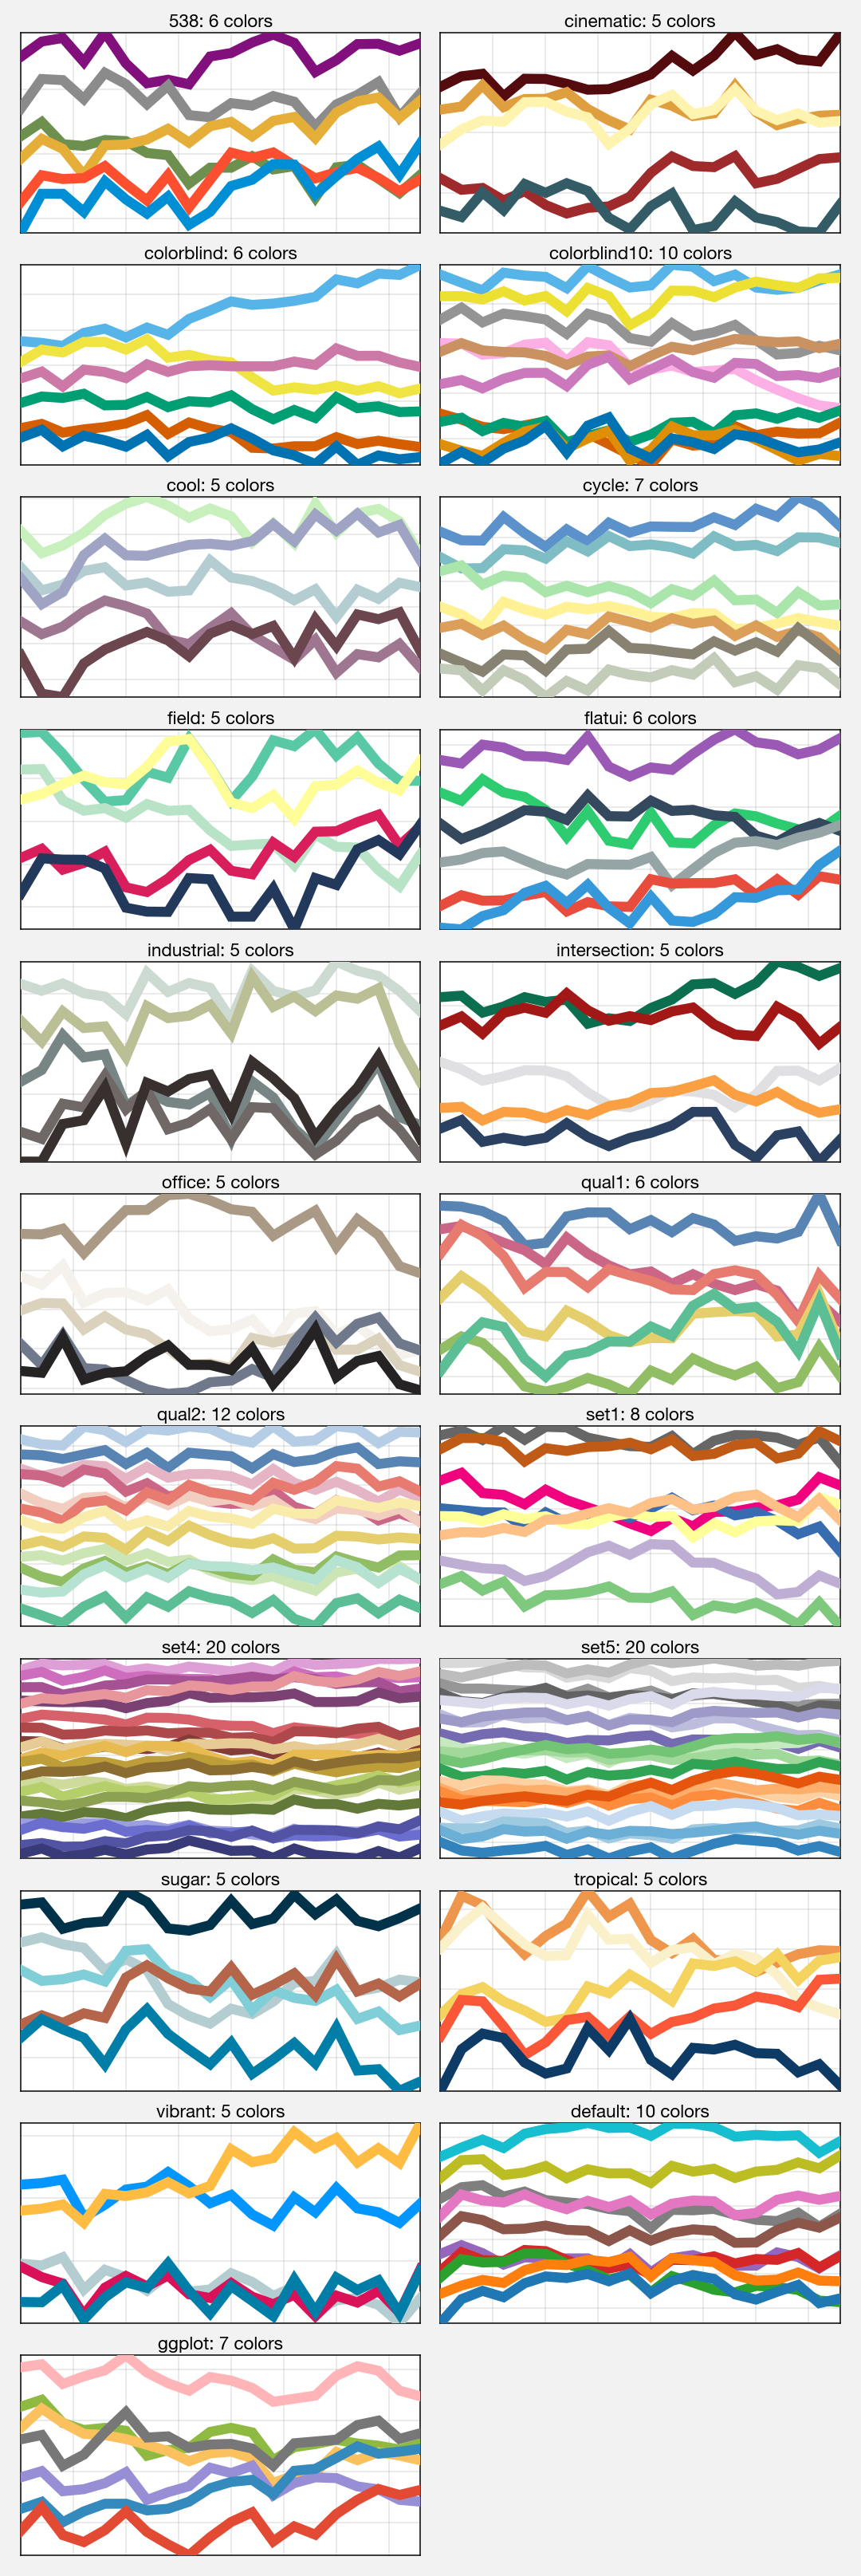 538: 6 colors
cinematic: 5 colors
colorblind: 6 colors
colorblind10: 10 colors
cool: 5 colors
cycle: 7 colors
field: 5 colors
flatui: 6 colors
industrial: 5 colors
intersection: 5 colors
office: 5 colors
qual1: 6 colors
qual2: 12 colors
set1: 8 colors
set4: 20 colors
set5: 20 colors
sugar: 5 colors
tropical: 5 colors
vibrant: 5 colors
default: 10 colors
ggplot: 7 colors